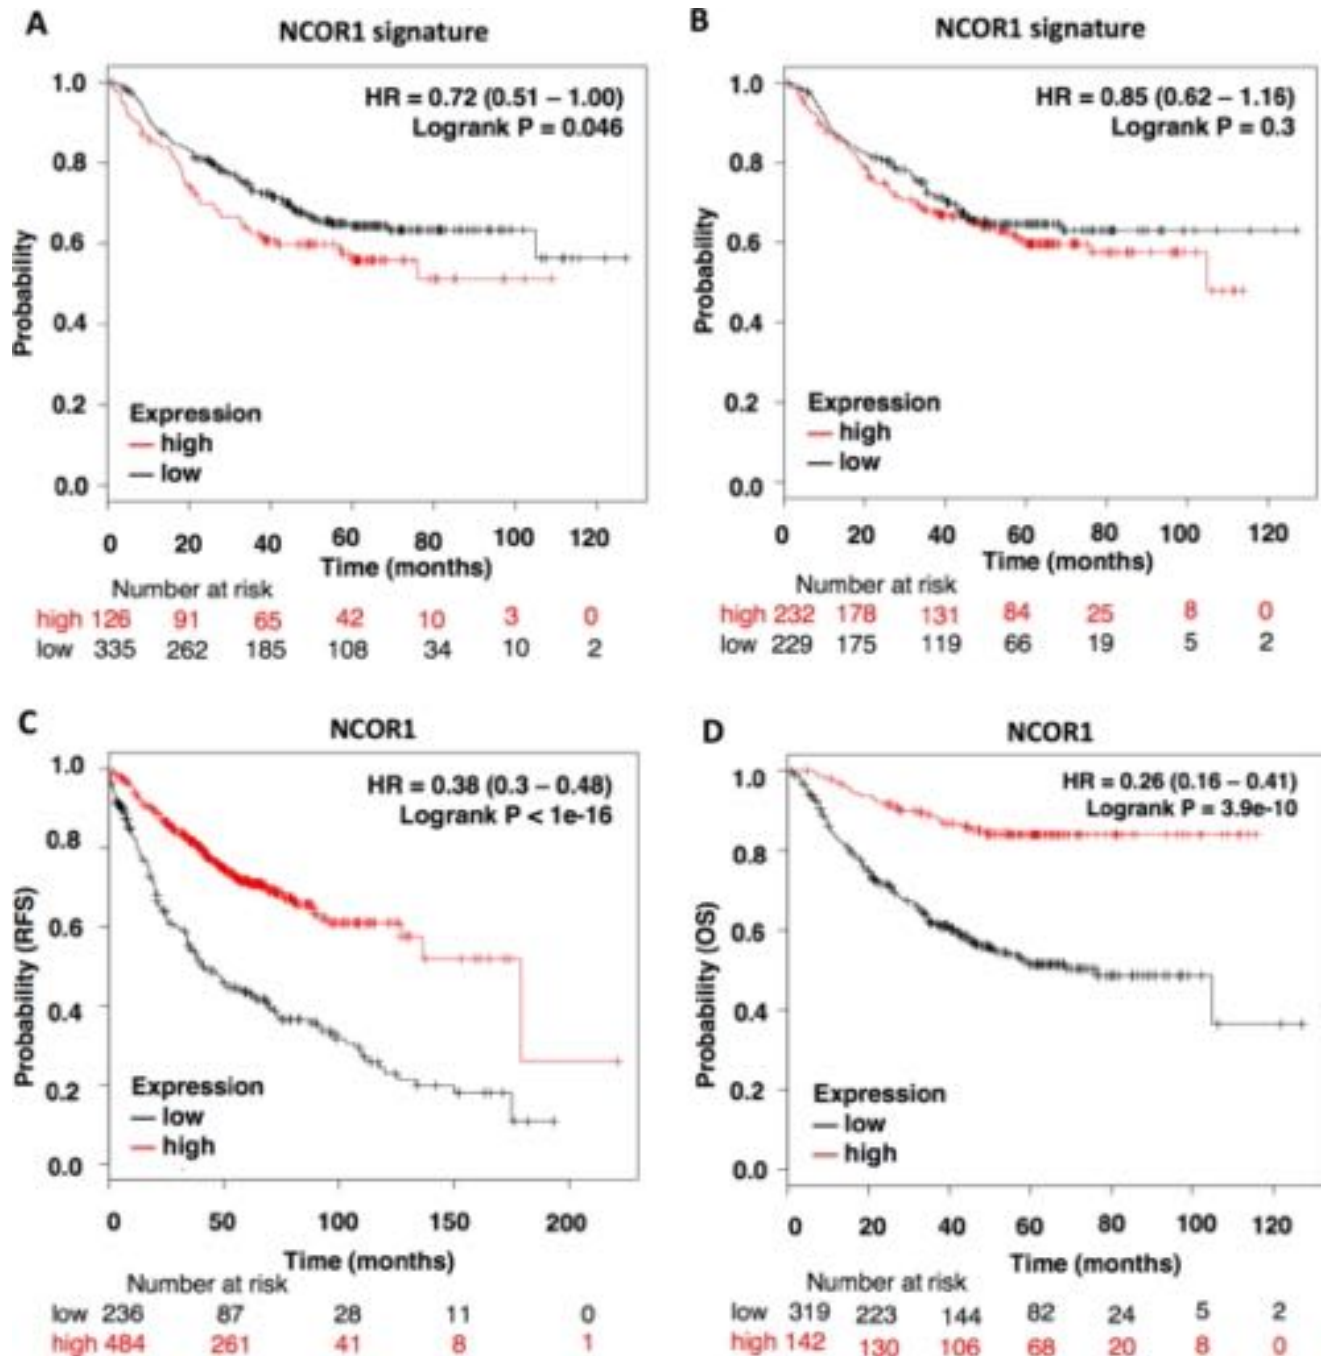 A
NCOR1 signature
HR = 0.72 (0.51 – 1.00)
Logrank P = 0.046
Probability
1.0
0.8
0.6
0.4
0.2
0.0
Expression
high
low
0 20 40 60 80 100 120
Time (months)
Number at risk
high 126 91 65 42 10 3 0
low 335 262 185 108 34 10 2
B
NCOR1 signature
HR = 0.85 (0.62 – 1.16)
Logrank P = 0.3
Probability
1.0
0.8
0.6
0.4
0.2
0.0
Expression
high
low
0 20 40 60 80 100 120
Time (months)
Number at risk
high 232 178 131 84 25 8 0
low 229 175 119 66 19 5 2
C
NCOR1
HR = 0.38 (0.3 – 0.48)
Logrank P < 1e-16
Probability (RFS)
1.0
0.8
0.6
0.4
0.2
0.0
Expression
low
high
0 50 100 150 200
Time (months)
Number at risk
low 236 87 28 11 0
high 484 261 41 8 1
D
NCOR1
HR = 0.26 (0.16 – 0.41)
Logrank P = 3.9e-10
Probability (OS)
1.0
0.8
0.6
0.4
0.2
0.0
Expression
low
high
0 20 40 60 80 100 120
Time (months)
Number at risk
low 319 223 144 82 24 5 2
high 142 130 106 68 20 8 0